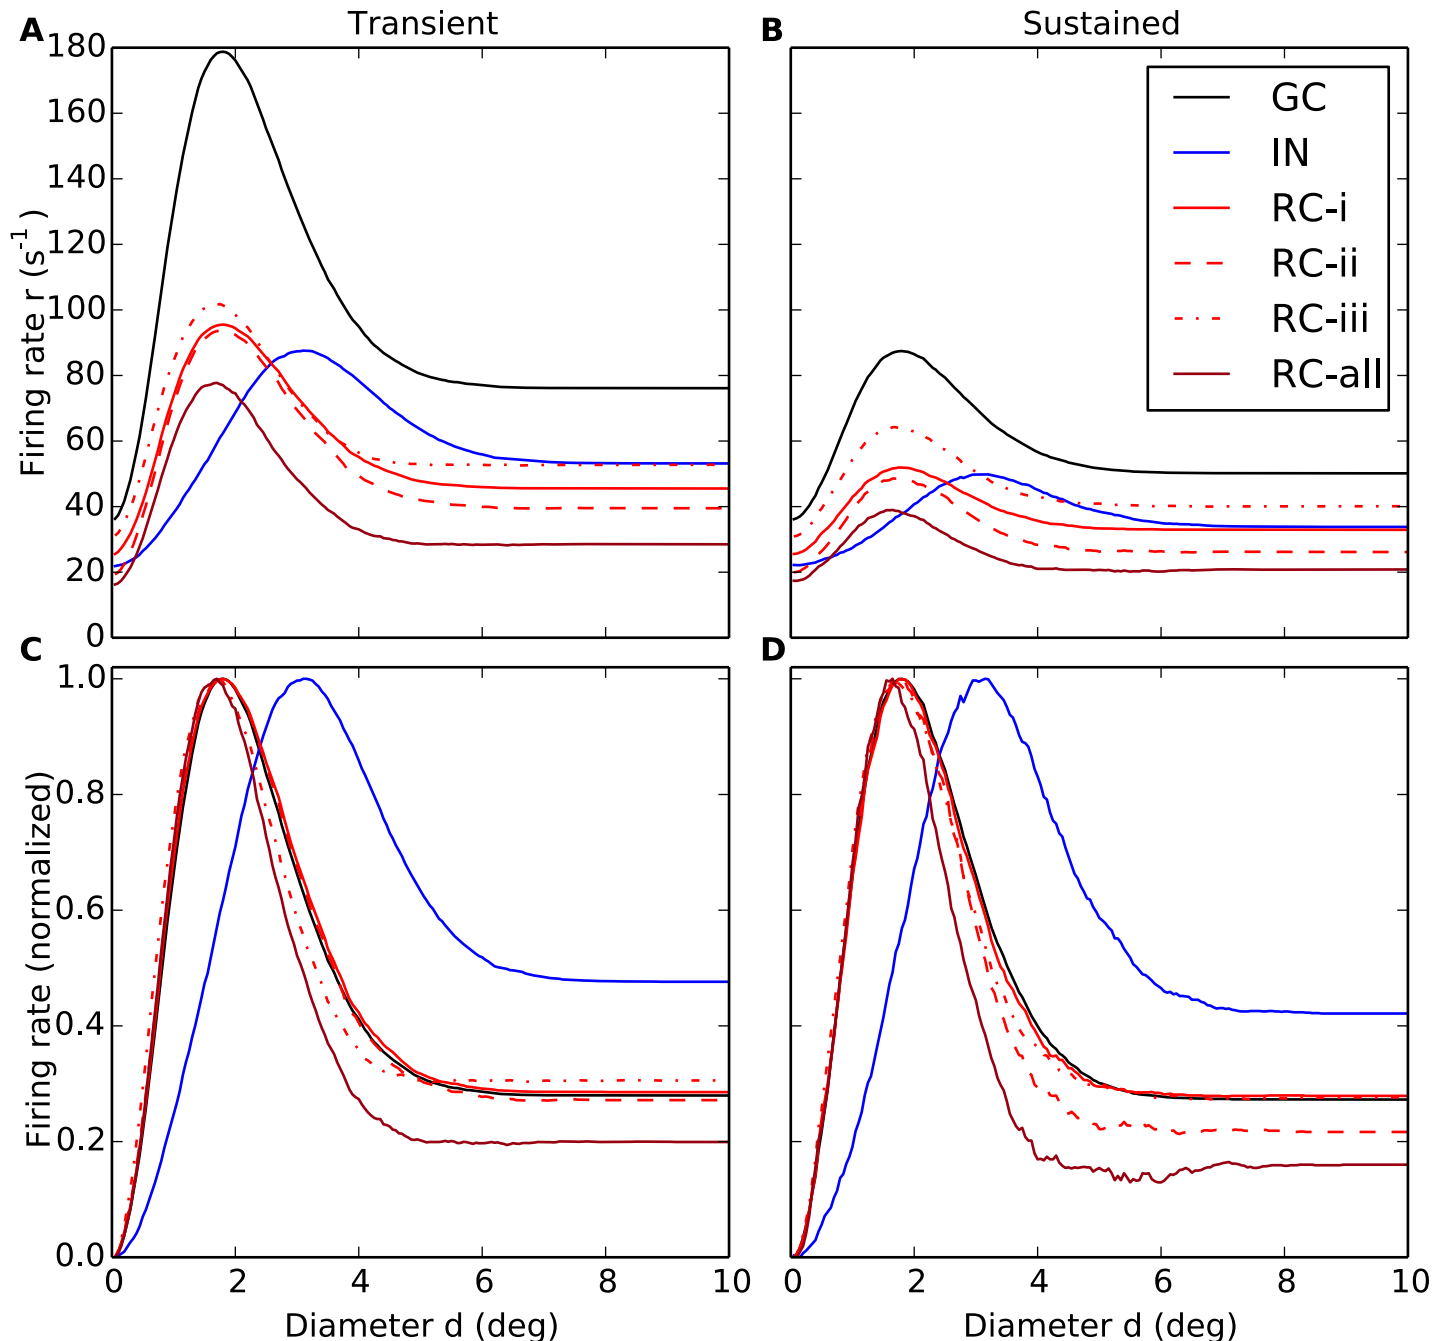 A Transient
B Sustained
Firing rate r (s-1)
180
160
140
120
100
80
60
40
20
0
GC
IN
RC-i
RC-ii
RC-iii
RC-all
C
D
Firing rate (normalized)
1.0
0.8
0.6
0.4
0.2
0.0
0 2 4 6 8 10
Diameter d (deg)
0 2 4 6 8 10
Diameter d (deg)